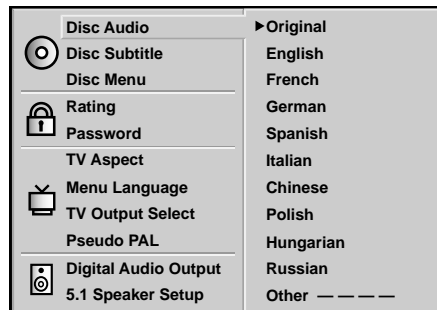 Disc Audio
Disc Subtitle
Disc Menu
Rating
Password
TV Aspect
Menu Language
TV Output Select
Pseudo PAL
Digital Audio Output
5.1 Speaker Setup
Original
English
French
German
Spanish
Italian
Chinese
Polish
Hungarian
Russian
Other — — — —